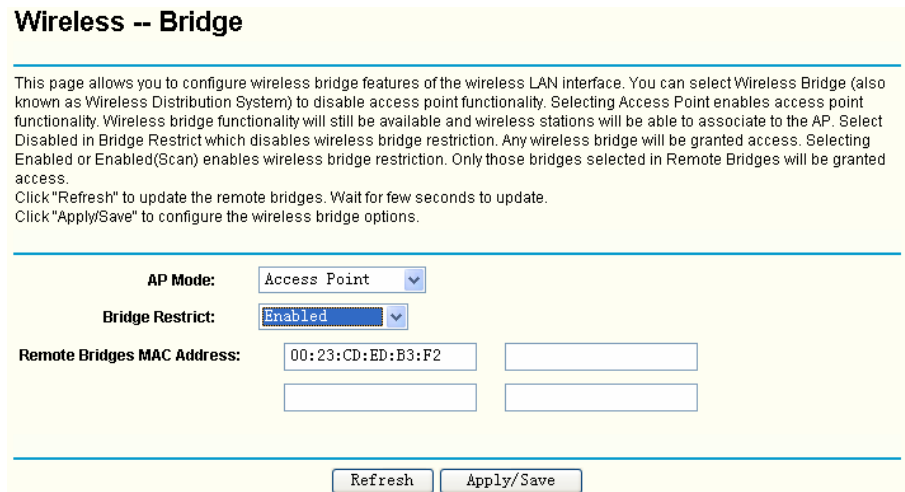 Wireless -- Bridge
This page allows you to configure wireless bridge features of the wireless LAN interface. You can select Wireless Bridge (also
known as Wireless Distribution System) to disable access point functionality. Selecting Access Point enables access point
functionality. Wireless bridge functionality will still be available and wireless stations will be able to associate to the AP. Select
Disabled in Bridge Restrict which disables wireless bridge restriction. Any wireless bridge will be granted access. Selecting
Enabled or Enabled(Scan) enables wireless bridge restriction. Only those bridges selected in Remote Bridges will be granted
access.
Click "Refresh" to update the remote bridges. Wait for few seconds to update.
Click "Apply/Save" to configure the wireless bridge options.
AP Mode: Access Point
Bridge Restrict: Enabled
Remote Bridges MAC Address: 00:23:CD:ED:B3:F2
Refresh Apply/Save